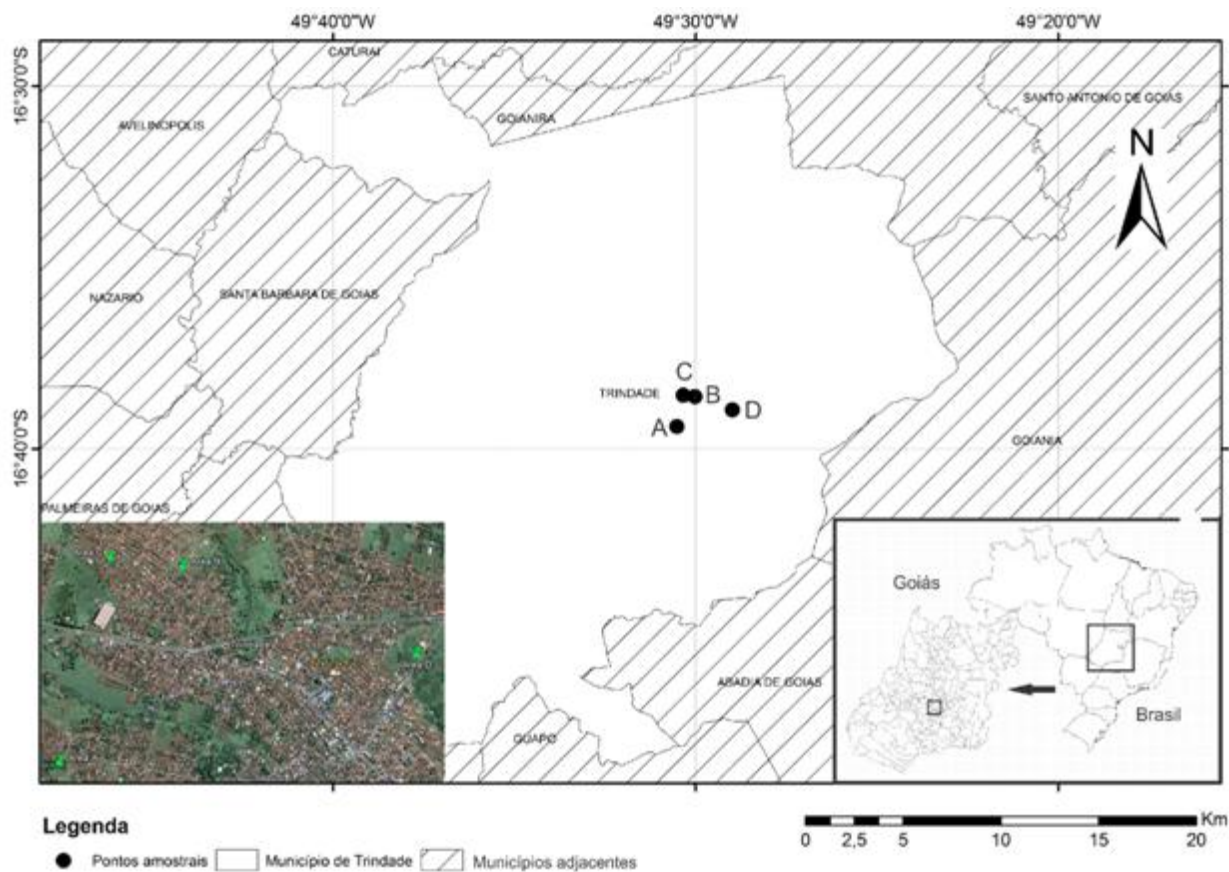 49°40'0"W 49°30'0"W 49°20'0"W
16°30'0"S
16°40'0"S
CATURAI
GOIANIRA
SANTO ANTONIO DE GOIAS
AVELINOPOLIS
N
NAZARIO
SANTA BARBARA DE GOIAS
C
TRINDADE
B
D
A
GOIANIA
PALMEIRAS DE GOIAS
ABADIA DE GOIAS
GUAPO
Goiás
Brasil
Legenda
Pontos amostrais
Município de Trindade
Municípios adjacentes
Km
0 2,5 5 10 15 20